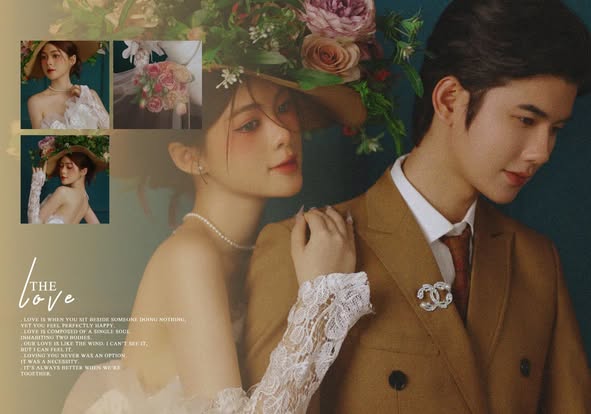 THE
love
. LOVE IS WHEN YOU SIT BESIDE SOMEONE DOING NOTHING,
YET YOU FEEL PERFECTLY HAPPY.
. LOVE IS COMPOSED OF A SINGLE SOUL
INHABITING TWO BODIES.
. OUR LOVE IS LIKE THE WIND. I CAN'T SEE IT,
BUT I CAN FEEL IT.
. LOVING YOU NEVER WAS AN OPTION.
IT WAS A NECESSITY.
. IT'S ALWAYS BETTER WHEN WE'RE
TOGETHER.